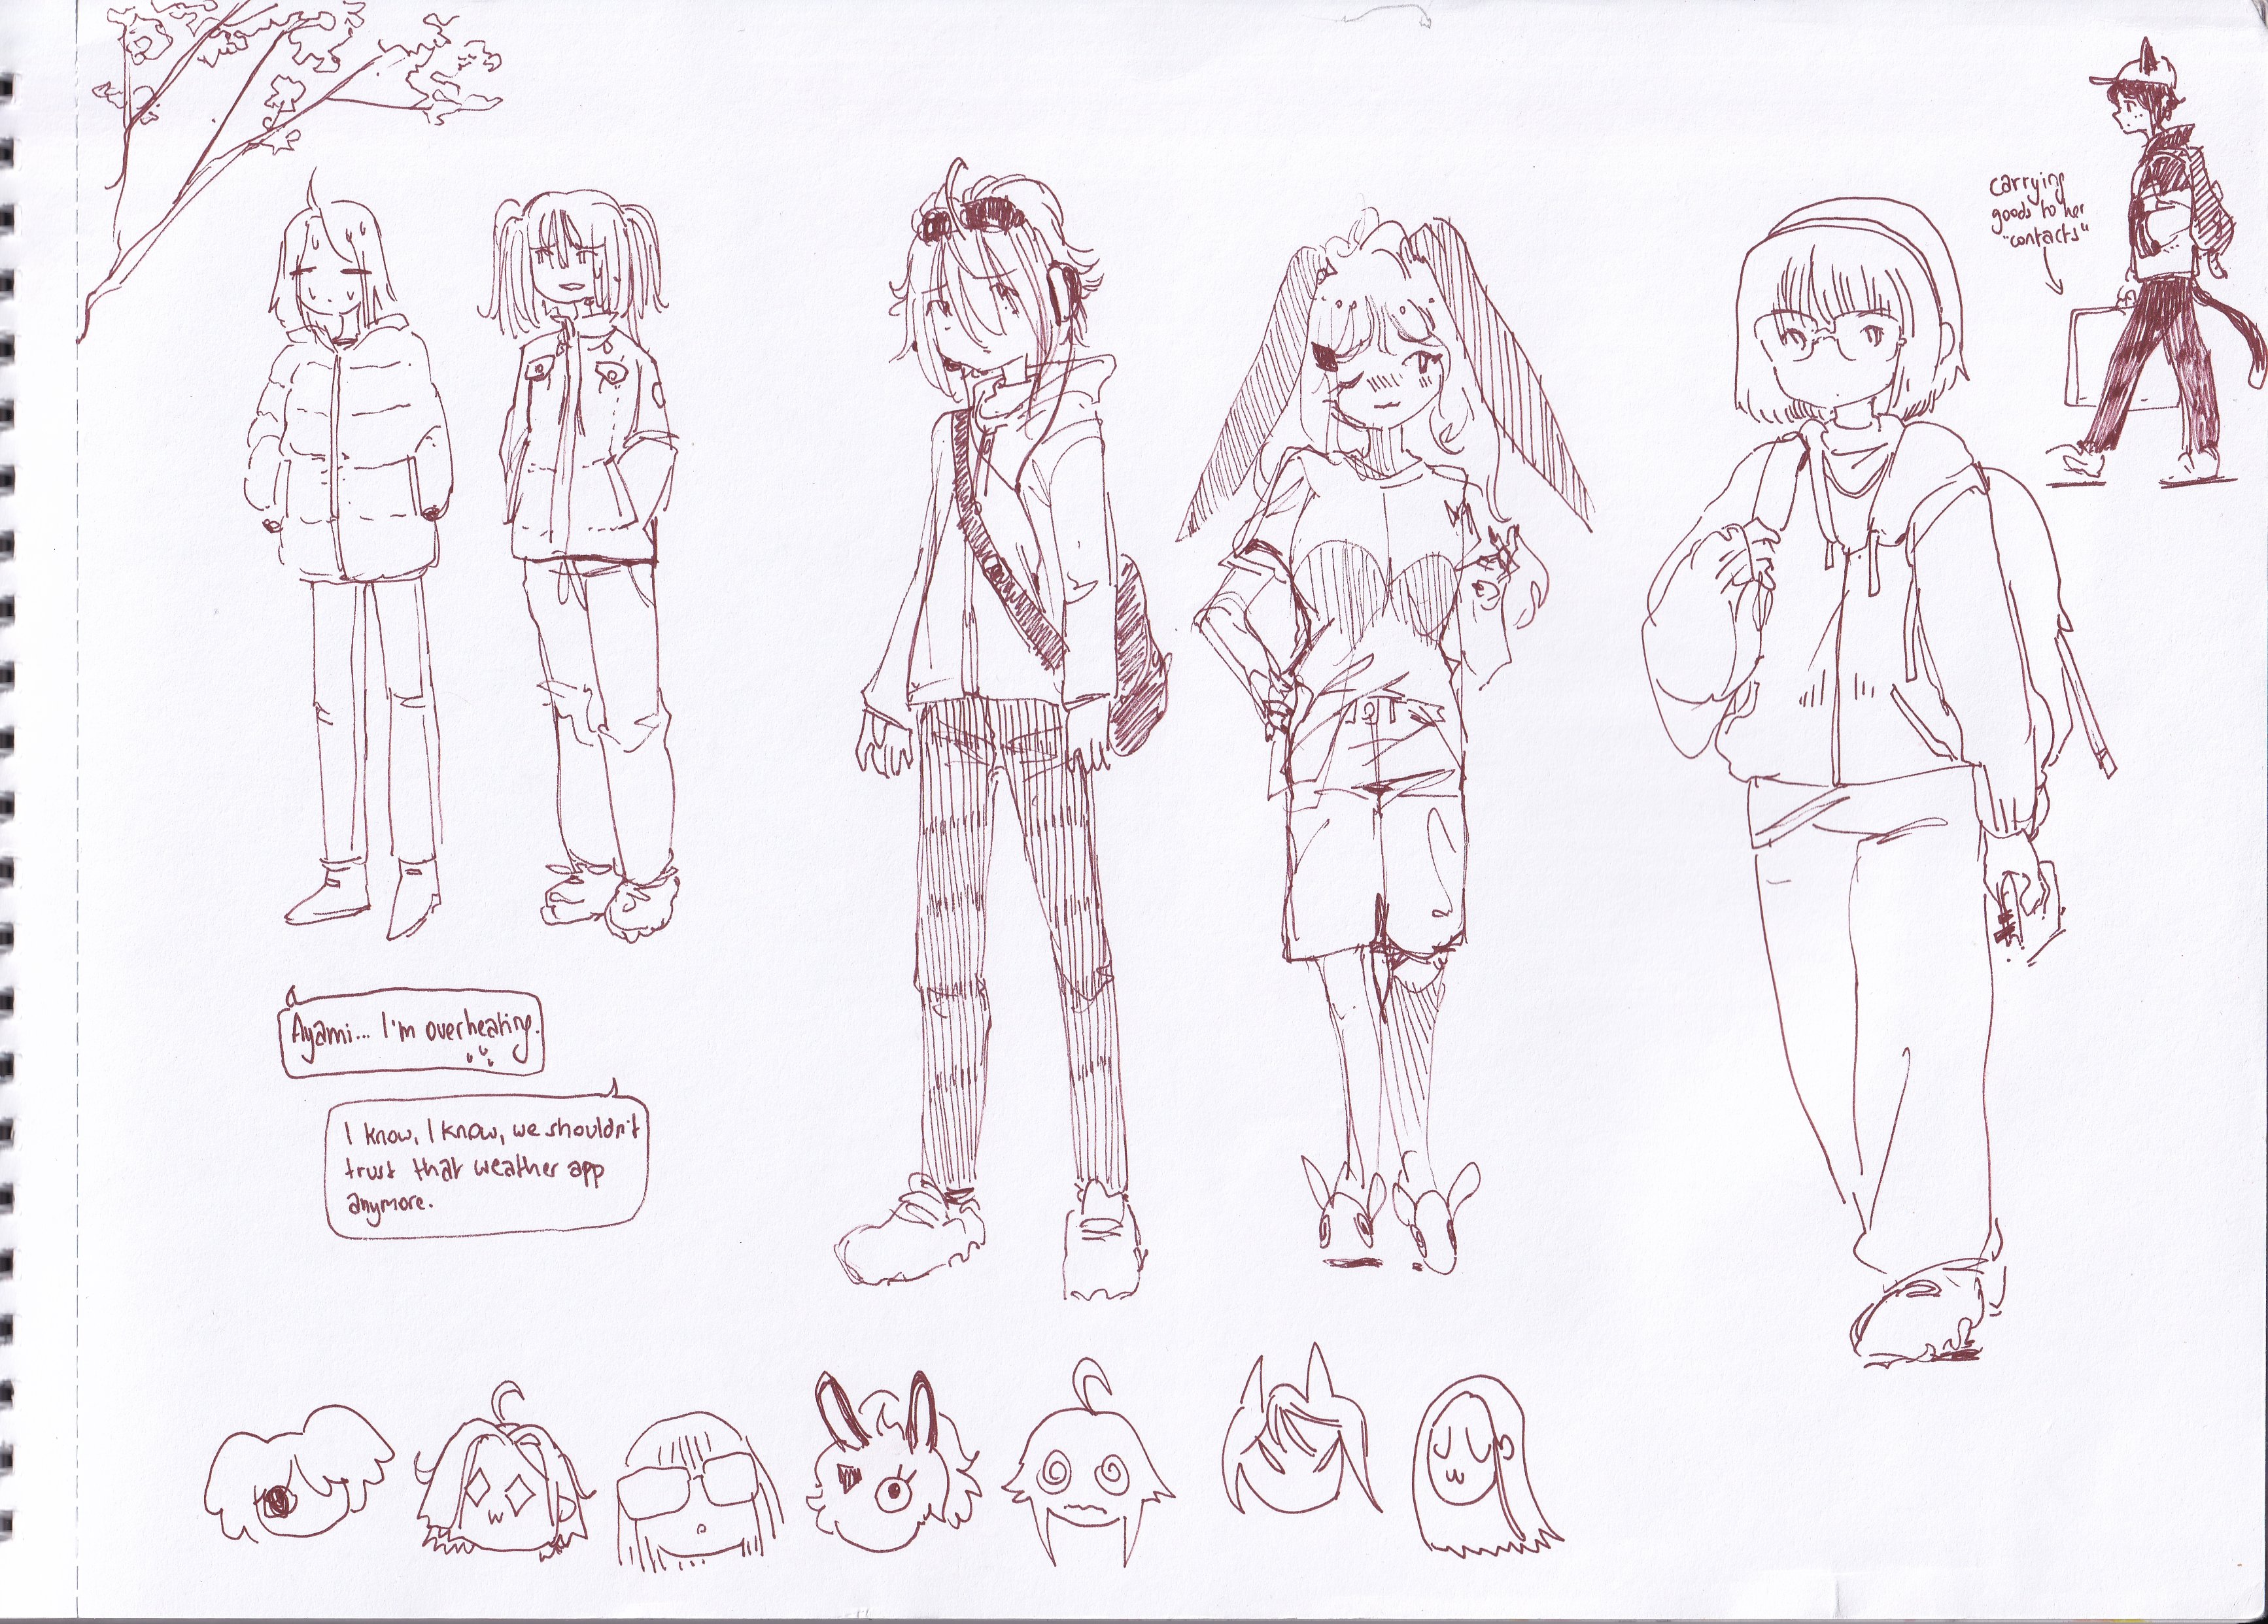 carrying
goods to her
"contacts"
Ayami... I'm overheating.
I know, I know, we shouldn't
trust that weather app
anymore.